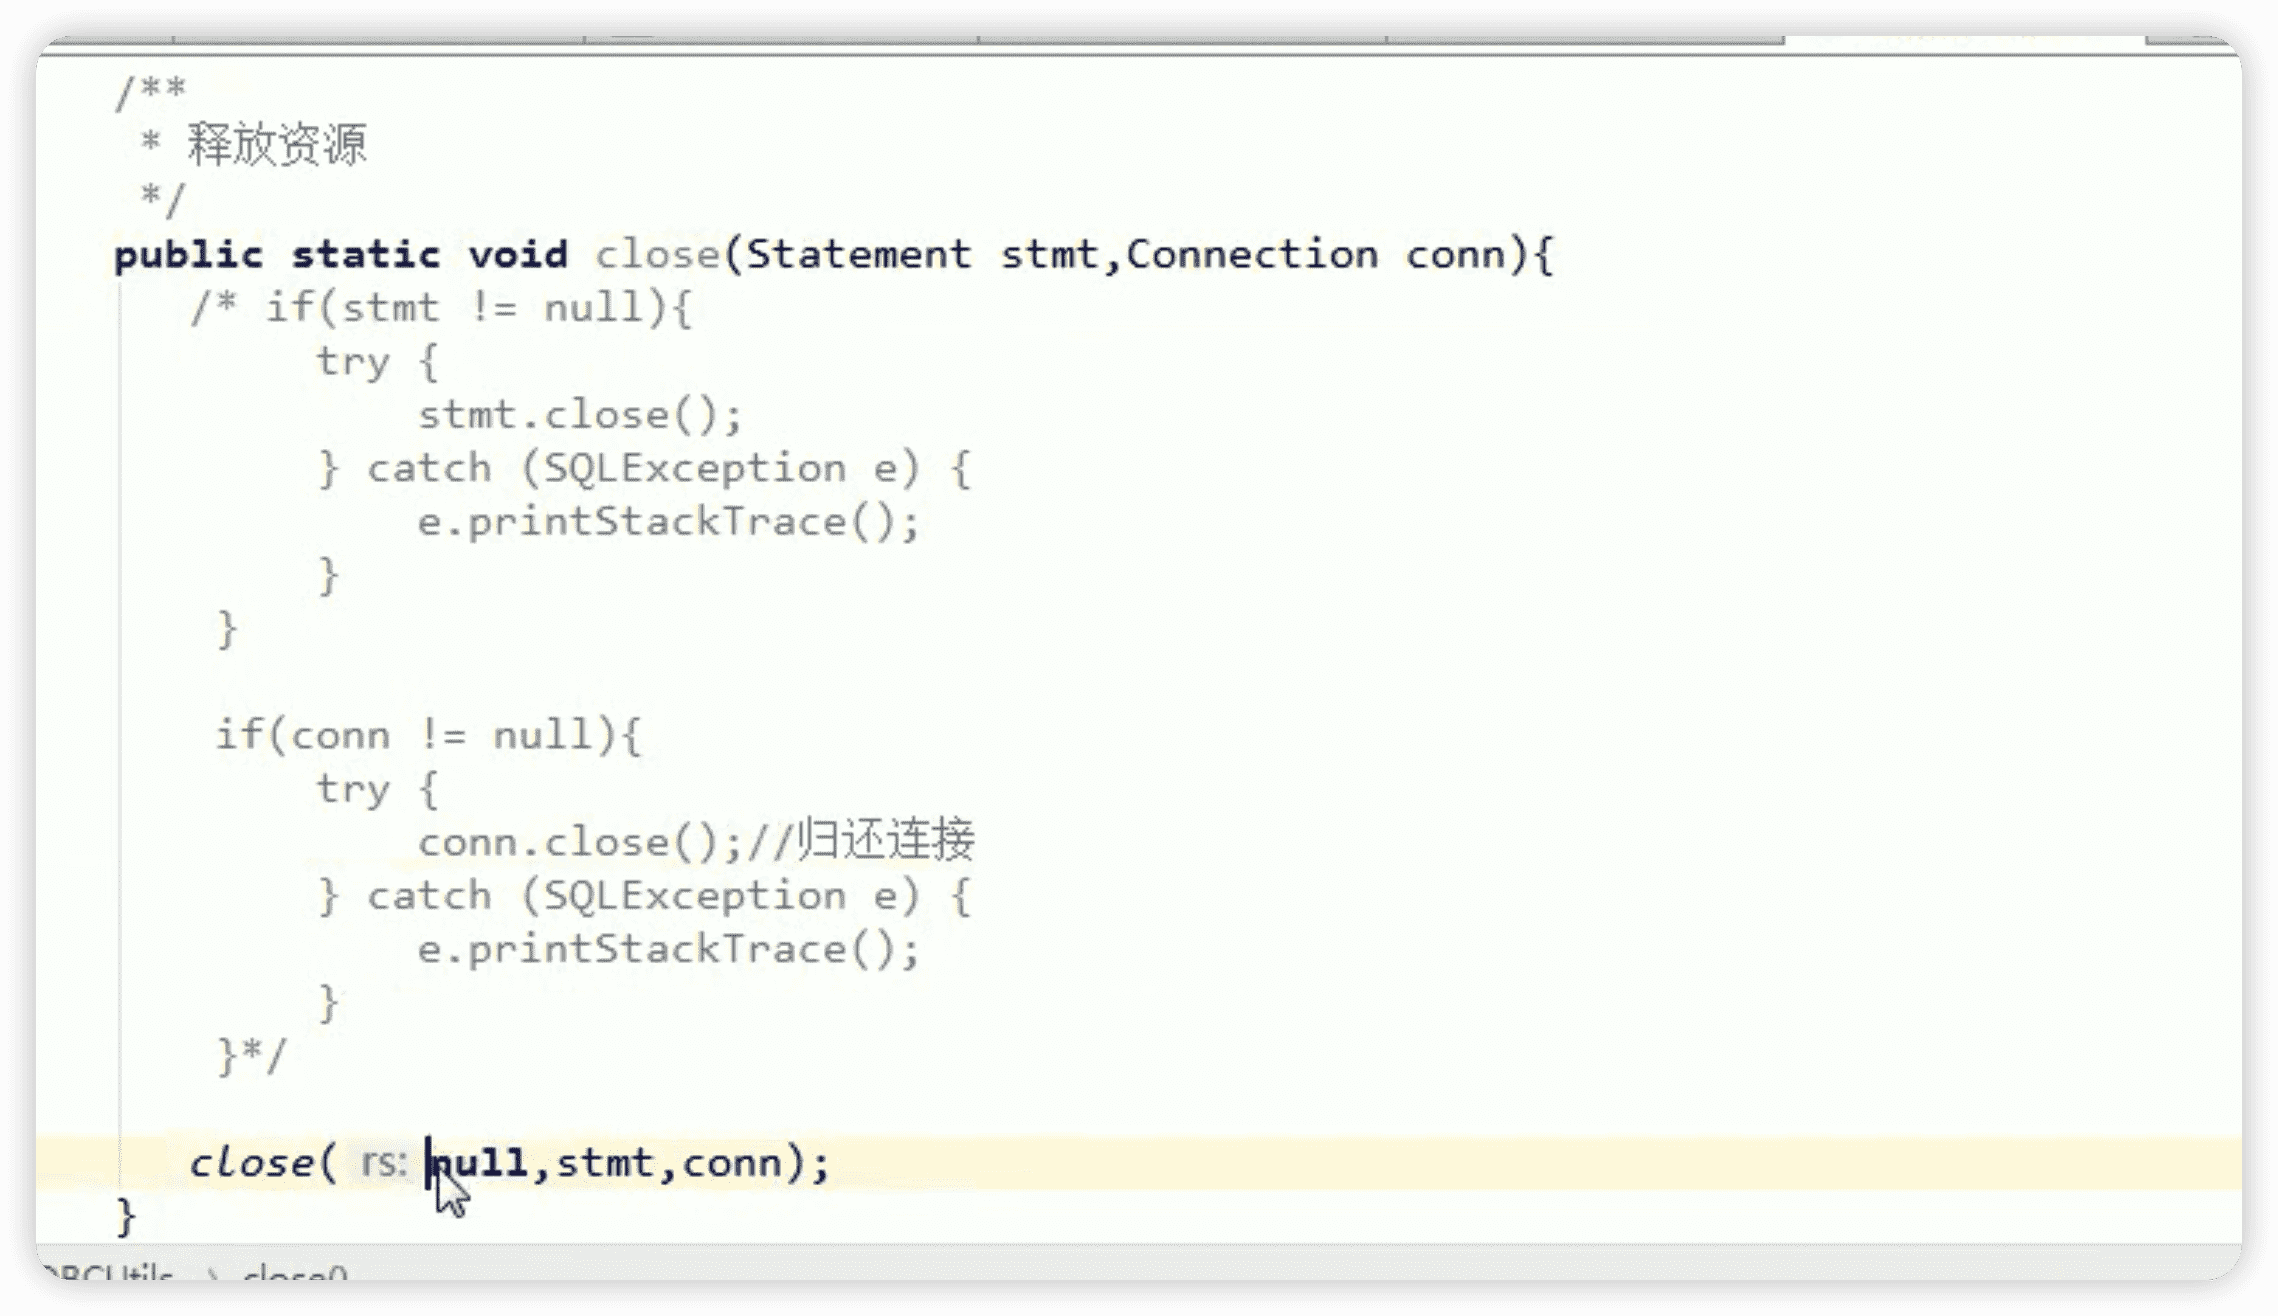 /**
 * 释放资源
 */
public static void close(Statement stmt,Connection conn){
/* if(stmt != null){
try {
stmt.close();
} catch (SQLException e) {
e.printStackTrace();
}
}
if(conn != null){
try {
conn.close();//归还连接
} catch (SQLException e) {
e.printStackTrace();
}
}*/
close( rs: null,stmt,conn);
}
close()